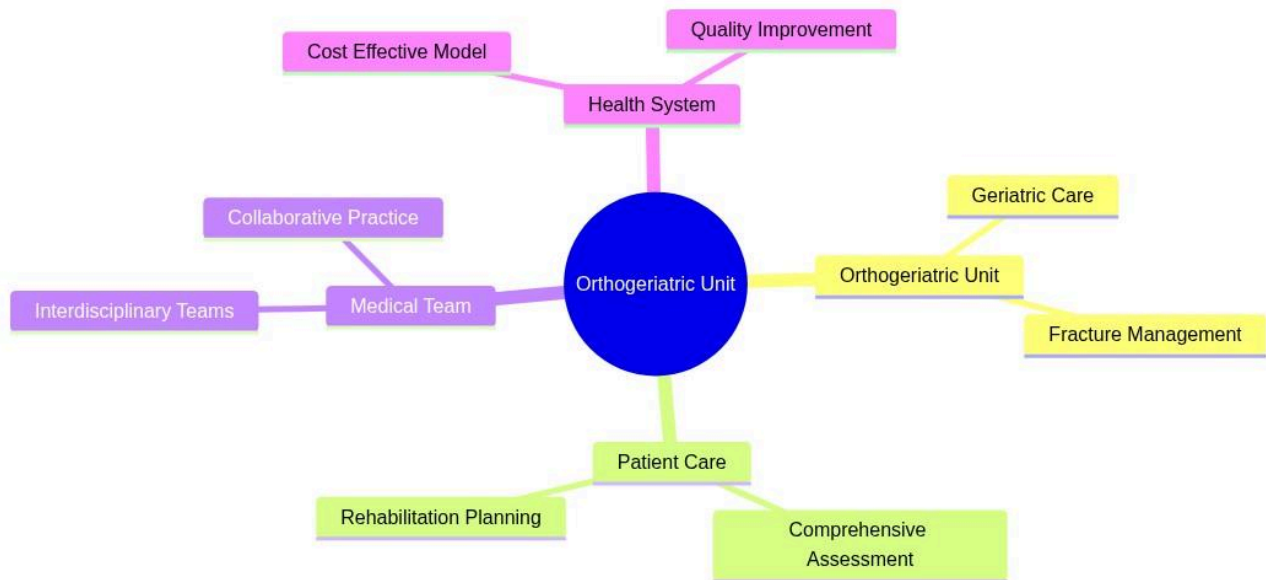 Quality Improvement
Cost Effective Model
Health System
Geriatric Care
Collaborative Practice
Orthogeriatric Unit
Orthogeriatric Unit
Interdisciplinary Teams
Medical Team
Fracture Management
Patient Care
Rehabilitation Planning
Comprehensive
Assessment